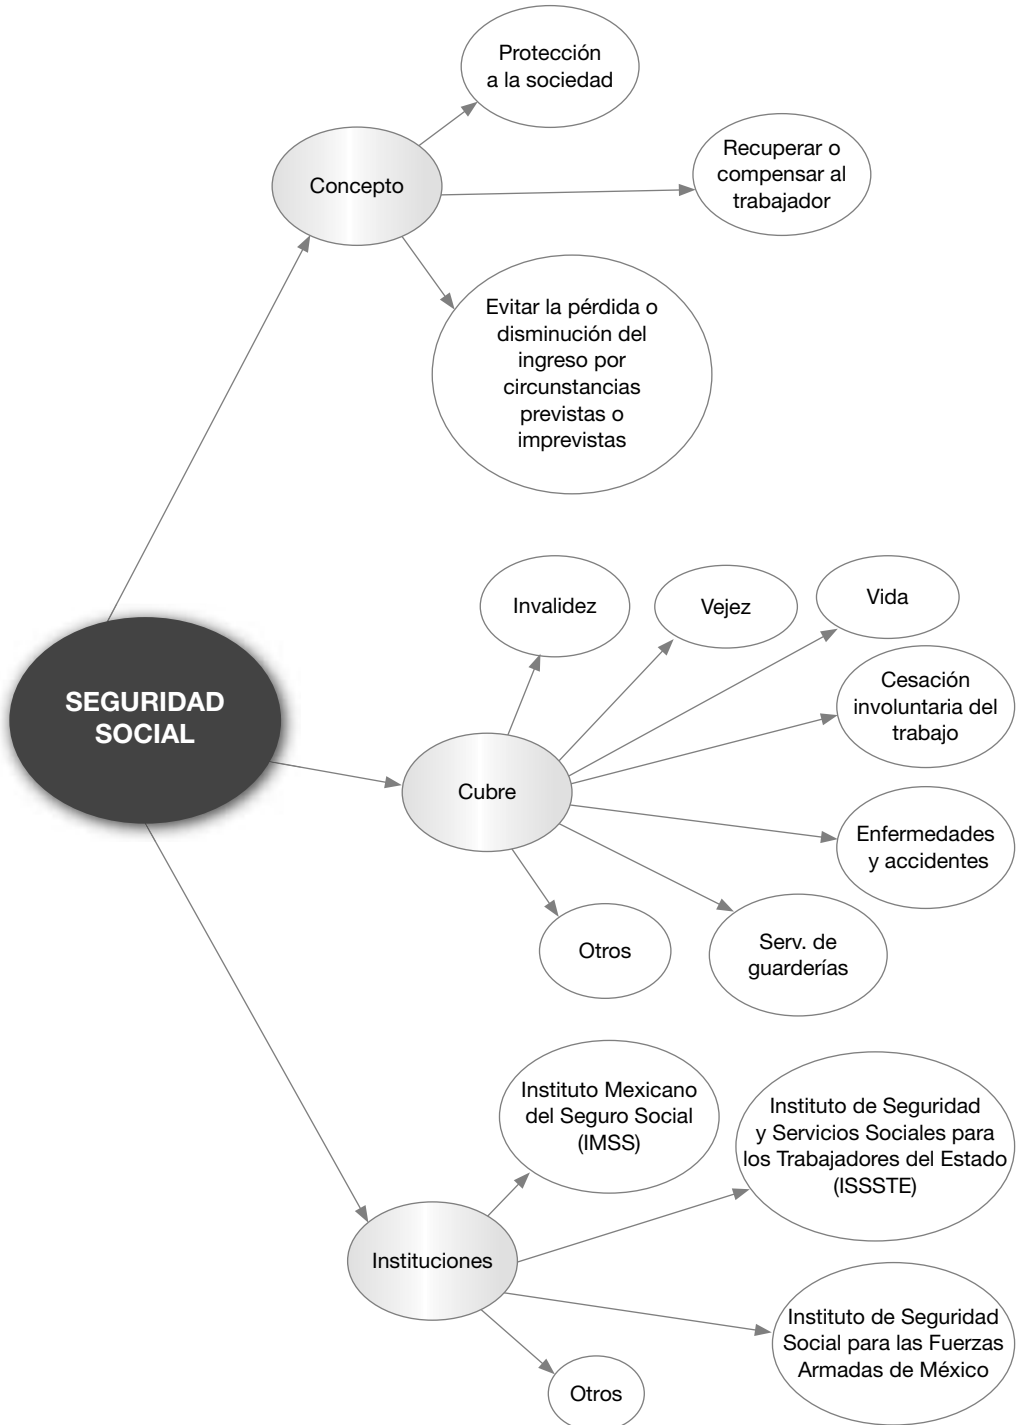 Protección
a la sociedad
Concepto
Recuperar o
compensar al
trabajador
Evitar la pérdida o
disminución del
ingreso por
circunstancias
previstas o
imprevistas
SEGURIDAD
SOCIAL
Invalidez
Vejez
Vida
Cesación
involuntaria del
trabajo
Cubre
Enfermedades
y accidentes
Otros
Serv. de
guarderías
Instituto Mexicano
del Seguro Social
(IMSS)
Instituto de Seguridad
y Servicios Sociales para
los Trabajadores del Estado
(ISSSTE)
Instituciones
Instituto de Seguridad
Social para las Fuerzas
Armadas de México
Otros